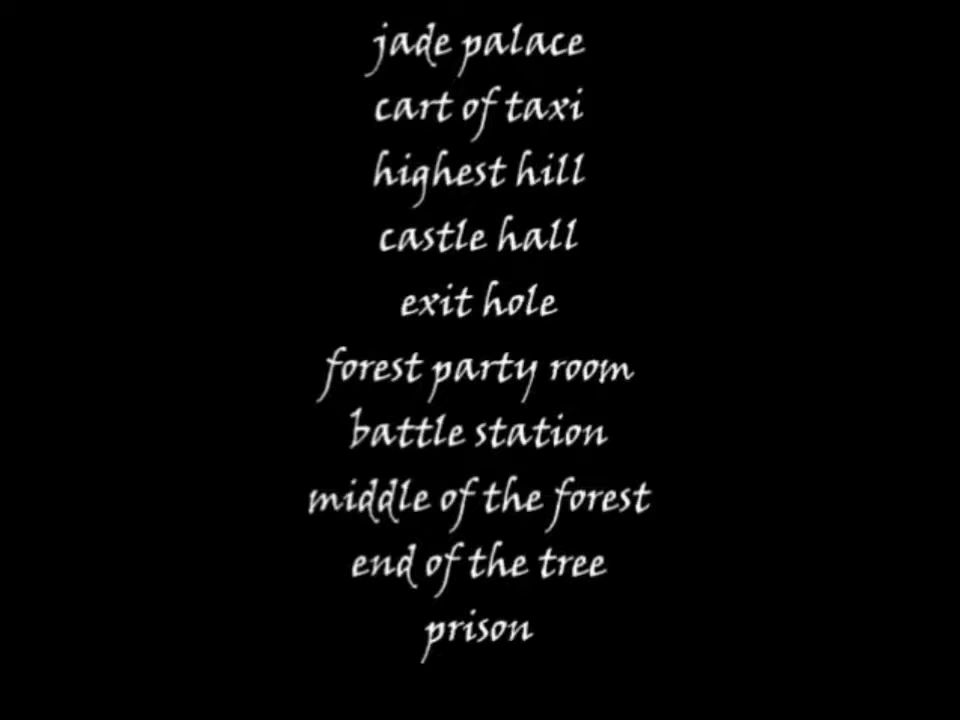 jade palace
cart of taxi
highest hill
castle hall
exit hole
forest party room
battle station
middle of the forest
end of the tree
prison